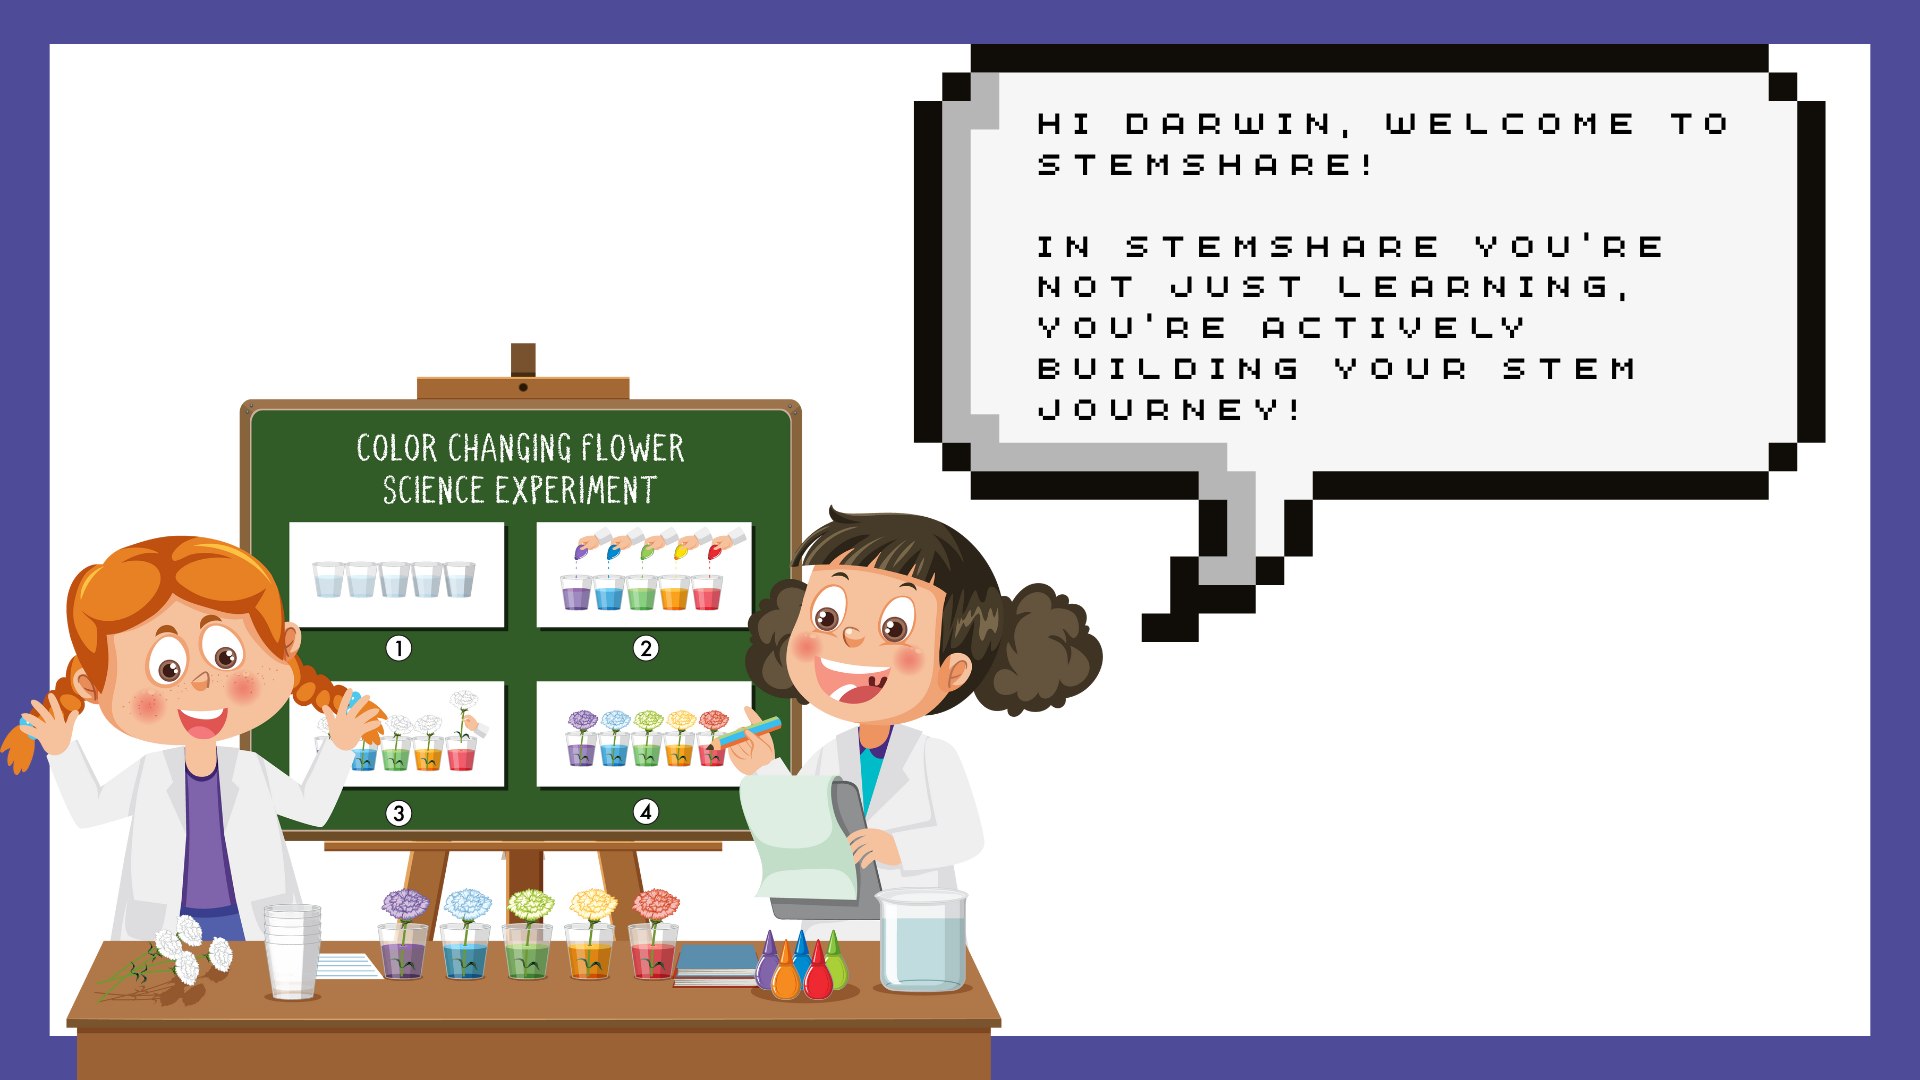 HI DARWIN, WELCOME TO
STEMSHARE!
IN STEMSHARE YOU'RE
NOT JUST LEARNING,
YOU'RE ACTIVELY
BUILDING YOUR STEM
JOURNEY!
COLOR CHANGING FLOWER
SCIENCE EXPERIMENT
1
2
3
4